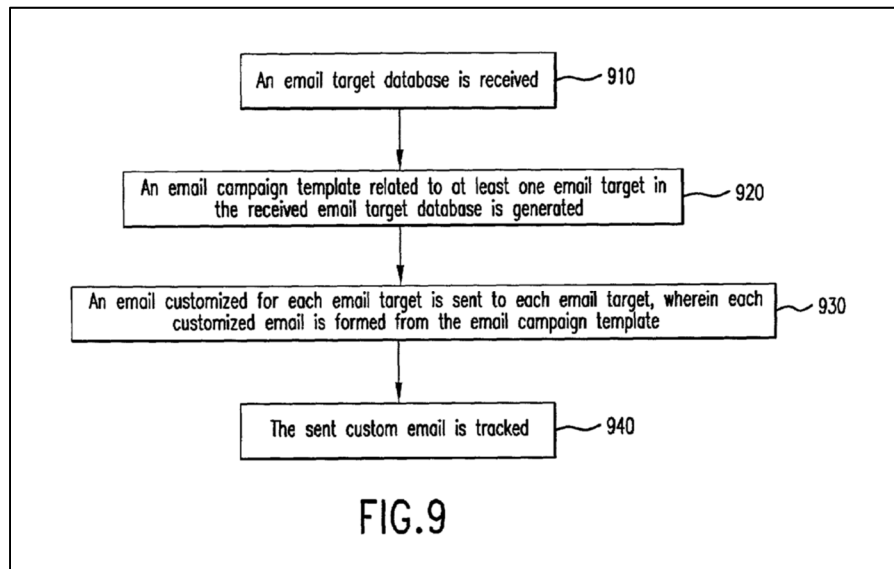 An email target database is received
910
An email campaign template related to at least one email target in
the received email target database is generated
920
An email customized for each email target is sent to each email target, wherein each
customized email is formed from the email campaign template
930
The sent custom email is tracked
940
FIG.9